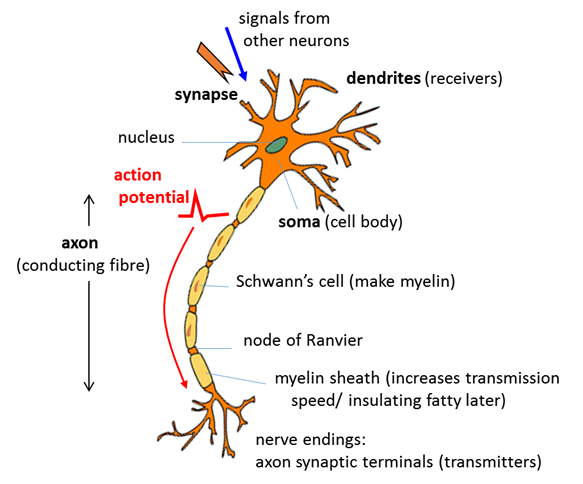 signals from
other neurons
dendrites (receivers)
synapse
nucleus
action
potential
soma (cell body)
axon
(conducting fibre)
Schwann's cell (make myelin)
node of Ranvier
myelin sheath (increases transmission
speed/ insulating fatty later)
nerve endings:
axon synaptic terminals (transmitters)